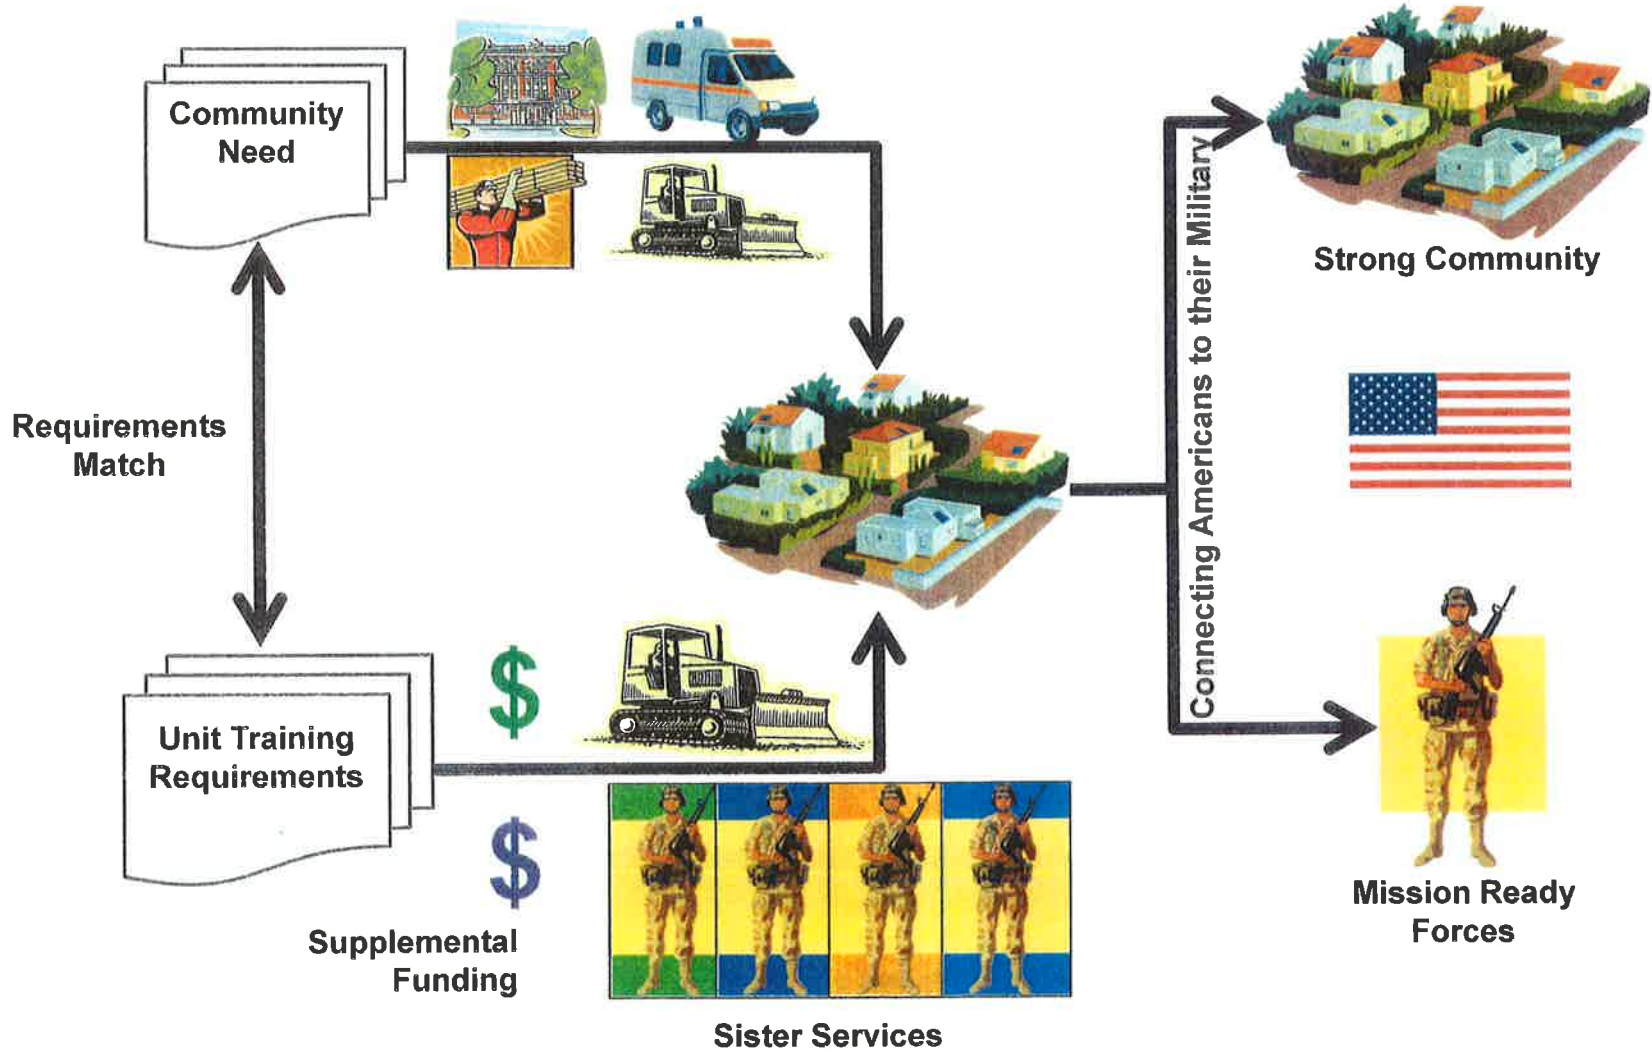 Community
Need
Requirements
Match
Unit Training
Requirements
$
$
Supplemental
Funding
Sister Services
Connecting Americans to their Military
Strong Community
Mission Ready
Forces